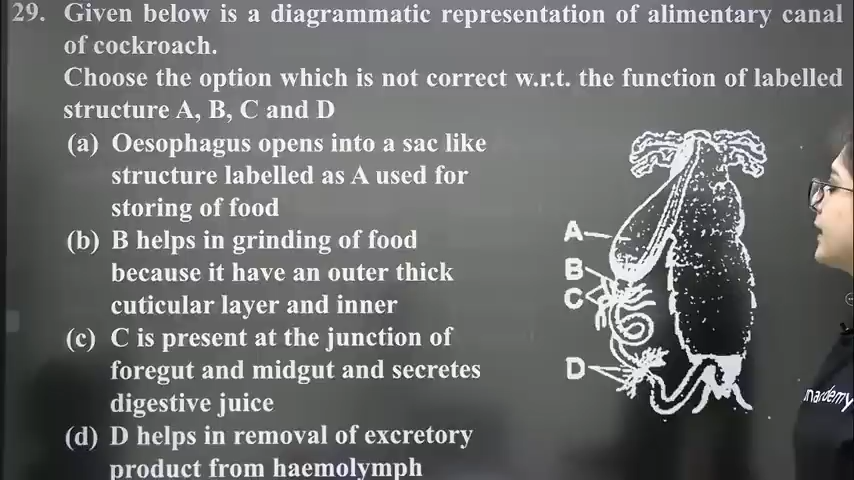 29. Given below is a diagrammatic representation of alimentary canal
of cockroach.
Choose the option which is not correct w.r.t. the function of labelled
structure A, B, C and D
(a) Oesophagus opens into a sac like
structure labelled as A used for
storing of food
(b) B helps in grinding of food
because it have an outer thick
cuticular layer and inner
(c) C is present at the junction of
foregut and midgut and secretes
digestive juice
(d) D helps in removal of excretory
product from haemolymph
A
B
C
D